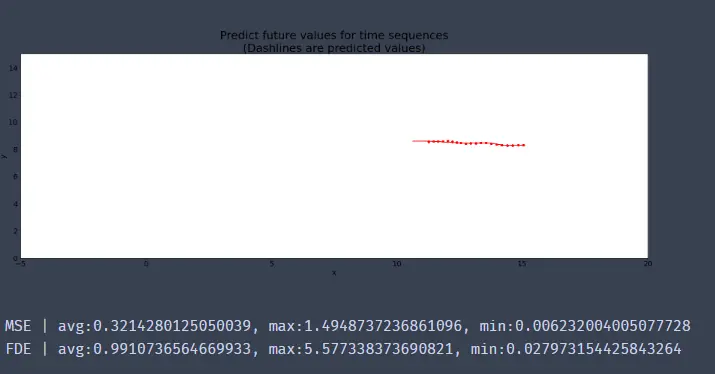 Predict future values for time sequences
(Dashlines are predicted values)
14
12
10
8
6
4
2
0
y
-5
0
5
10
15
20
x
MSE | avg:0.3214280125050039, max:1.4948737236861096, min:0.006232004005077728
FDE | avg:0.9910736564669933, max:5.577338373690821, min:0.027973154425843264